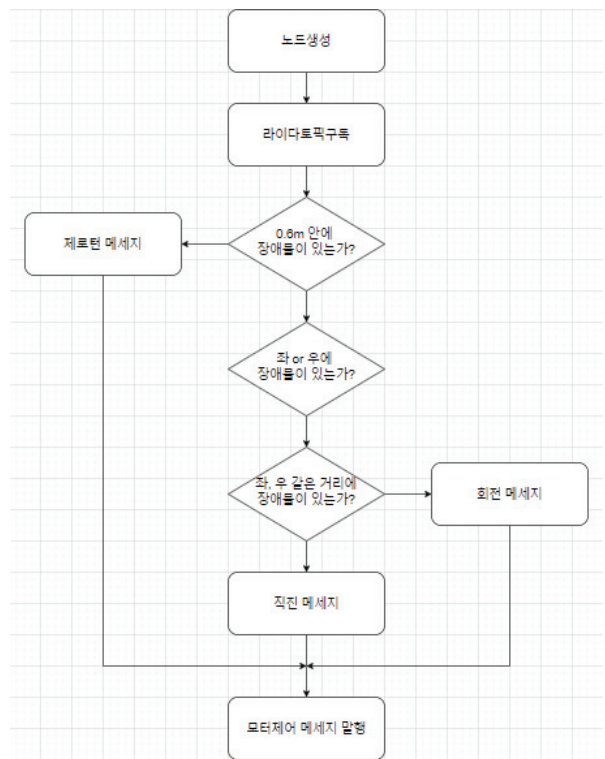 노드생성
라이다토픽구독
0.6m 안에
장애물이 있는가?
제로턴 메세지
좌 or 우에
장애물이 있는가?
좌, 우 같은 거리에
장애물이 있는가?
회전 메세지
직진 메세지
모터제어 메세지 말행